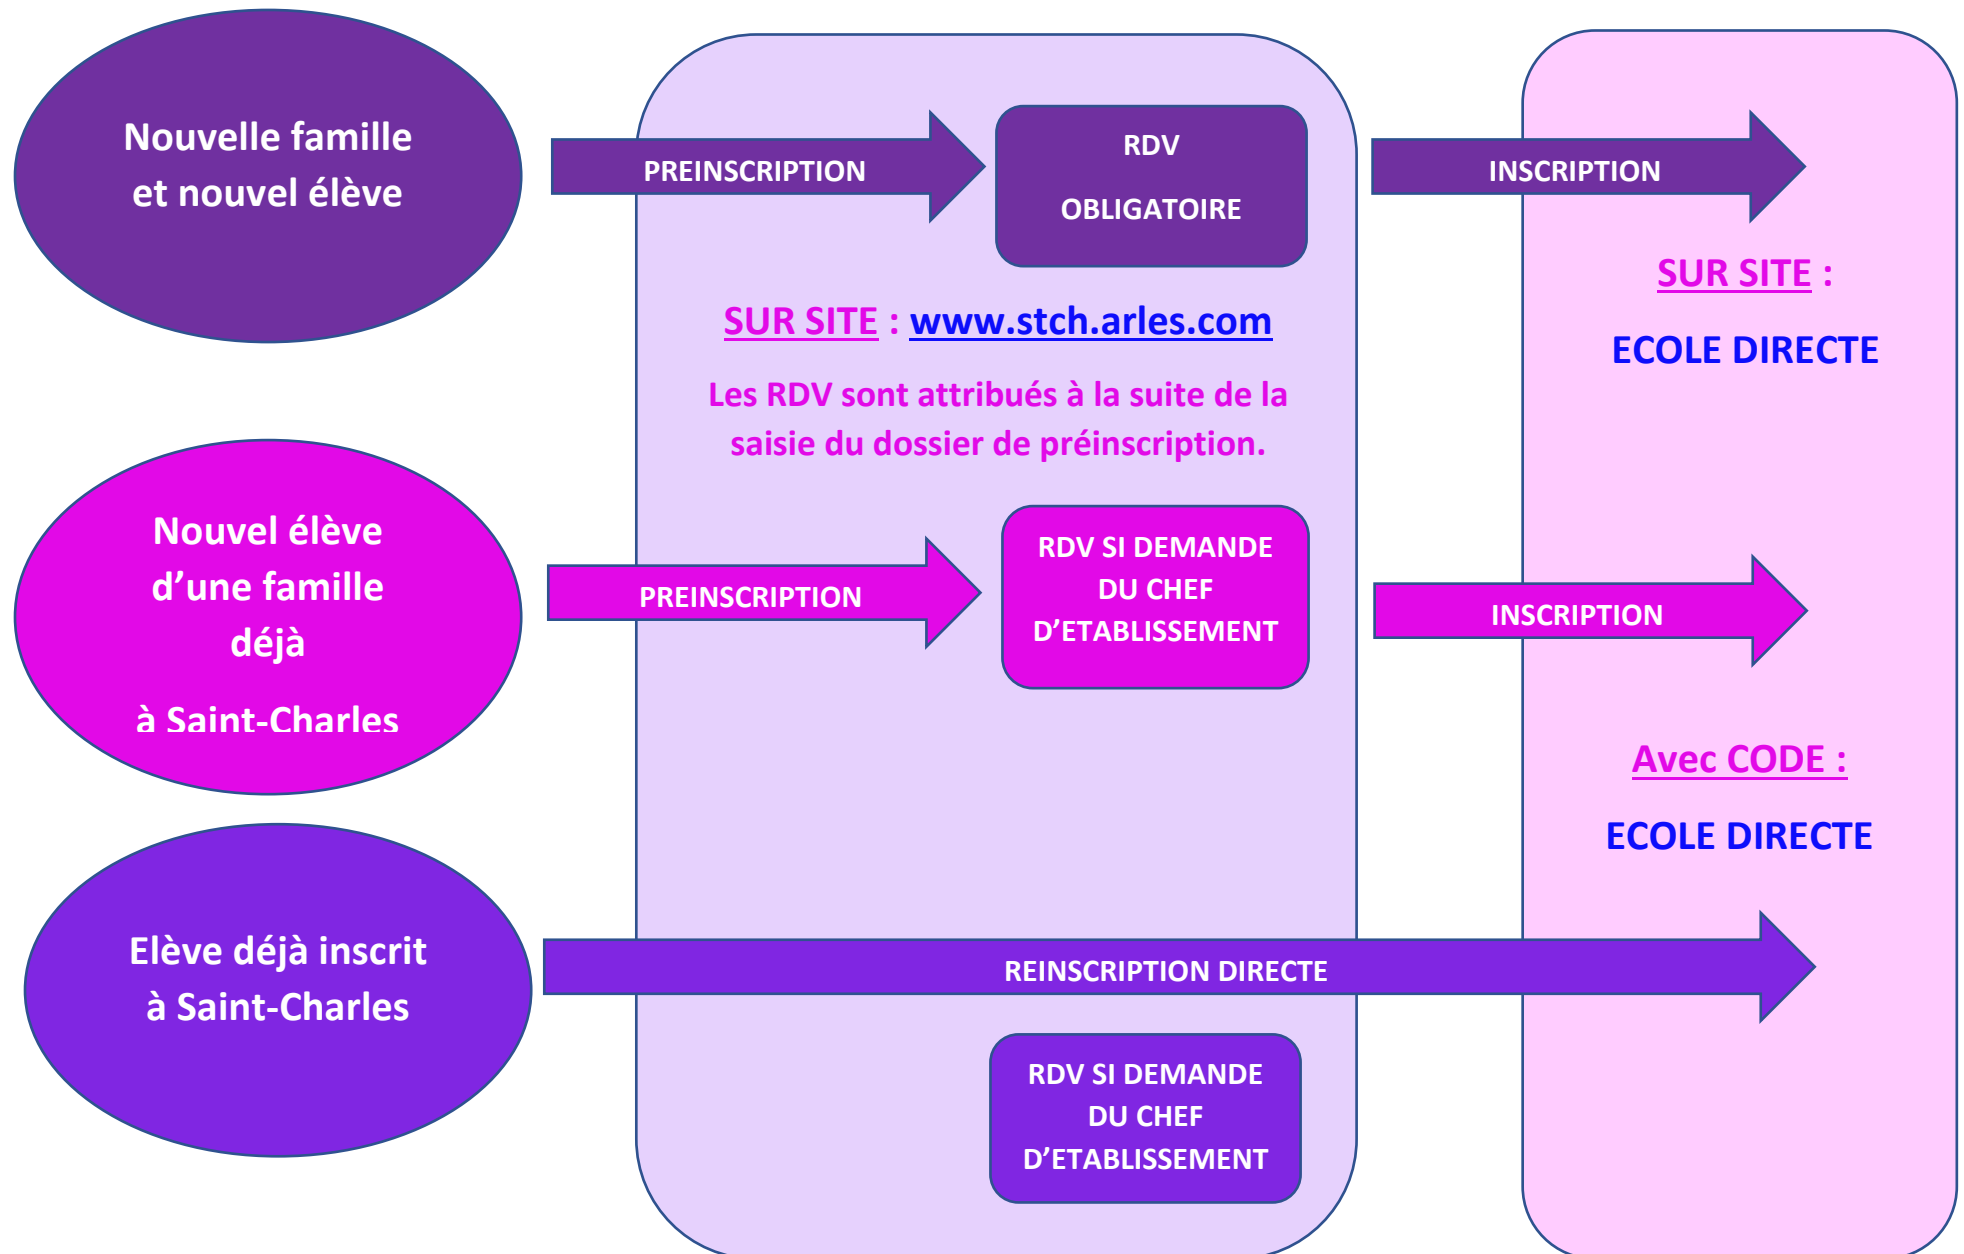 Nouvelle famille
et nouvel élève
PREINSCRIPTION
RDV
OBLIGATOIRE
INSCRIPTION
SUR SITE : www.stch.arles.com
Les RDV sont attribués à la suite de la
saisie du dossier de préinscription.
SUR SITE :
ECOLE DIRECTE
Nouvel élève
d’une famille
déjà
à Saint-Charles
PREINSCRIPTION
RDV SI DEMANDE
DU CHEF
D’ETABLISSEMENT
INSCRIPTION
Avec CODE :
ECOLE DIRECTE
Elève déjà inscrit
à Saint-Charles
REINSCRIPTION DIRECTE
RDV SI DEMANDE
DU CHEF
D’ETABLISSEMENT